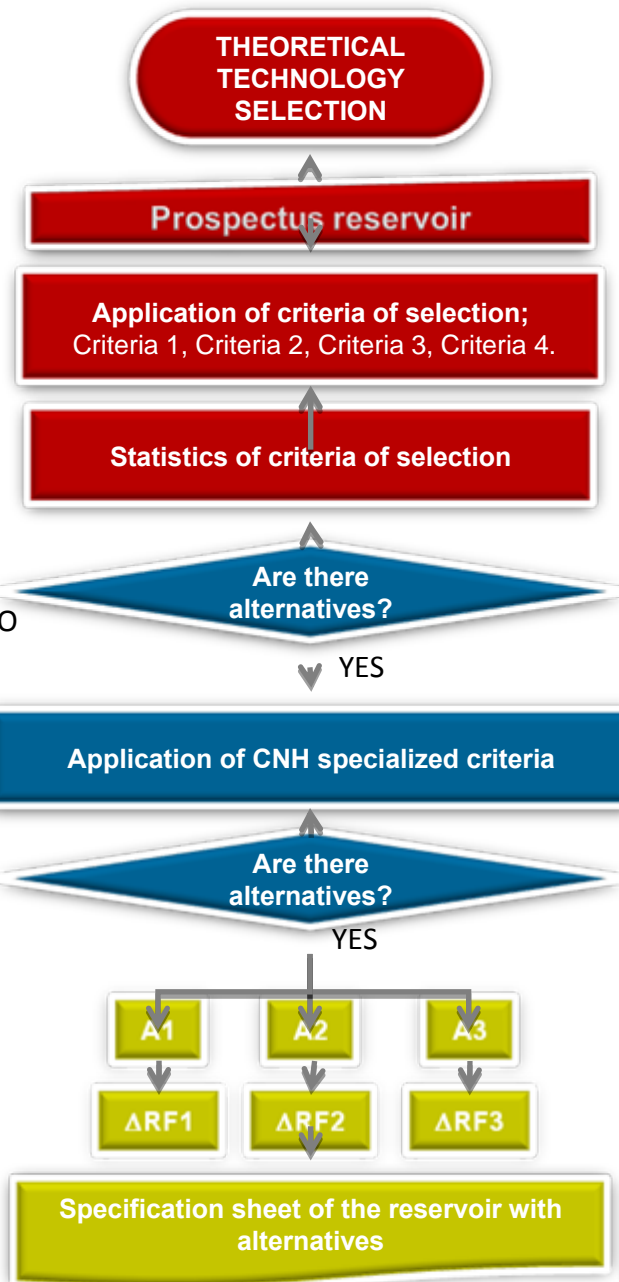 THEORETICAL
TECHNOLOGY
SELECTION
Prospectus reservoir
Application of criteria of selection;
Criteria 1, Criteria 2, Criteria 3, Criteria 4.
Statistics of criteria of selection
Are there
alternatives?
O
YES
Application of CNH specialized criteria
Are there
alternatives?
YES
A1 A2 A3
ΔRF1 ΔRF2 ΔRF3
Specification sheet of the reservoir with
alternatives